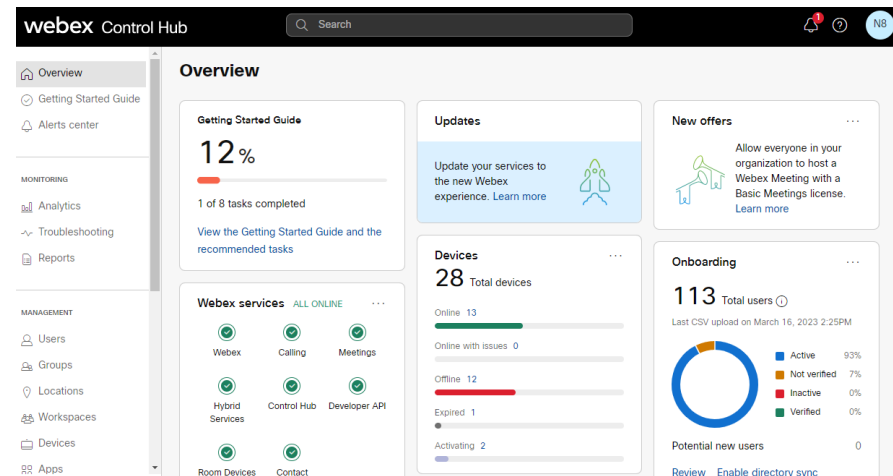 webex Control Hub
Search
1
N8
Overview
Getting Started Guide
Alerts center
MONITORING
Analytics
Troubleshooting
Reports
MANAGEMENT
Users
Groups
Locations
Workspaces
Devices
Apps
Overview
Getting Started Guide
12%
1 of 8 tasks completed
View the Getting Started Guide and the
recommended tasks
Webex services ALL ONLINE
Webex
Calling
Meetings
Hybrid
Services
Control Hub
Developer API
Room Devices
Contact
Updates
Update your services to
the new Webex
experience. Learn more
Devices
28 Total devices
Online 13
Online with issues 0
Offline 12
Expired 1
Activating 2
New offers
Allow everyone in your
organization to host a
Webex Meeting with a
Basic Meetings license.
Learn more
Onboarding
113 Total users
Last CSV upload on March 16, 2023 2:25PM
Active 93%
Not verified 7%
Inactive 0%
Verified 0%
Potential new users 0
Review Enable directory sync